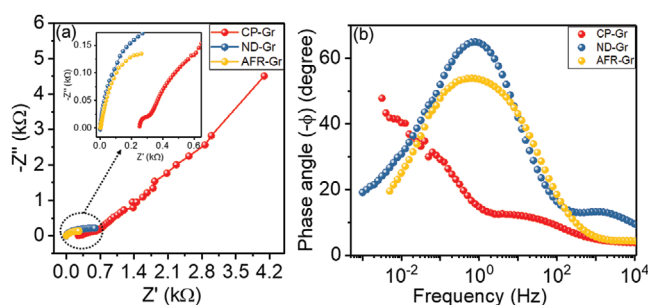 (a)
CP-Gr
ND-Gr
AFR-Gr
-Z'' (kΩ)
5
4
3
2
1
0
0.0 0.7 1.4 2.1 2.8 3.5 4.2
Z' (kΩ)
-Z'' (kΩ)
0.15
0.10
0.05
0.00
0.0 0.2 0.4 0.6
Z' (kΩ)
(b)
CP-Gr
ND-Gr
AFR-Gr
Phase angle (-ϕ) (degree)
60
40
20
0
10⁻² 10⁰ 10² 10⁴
Frequency (Hz)